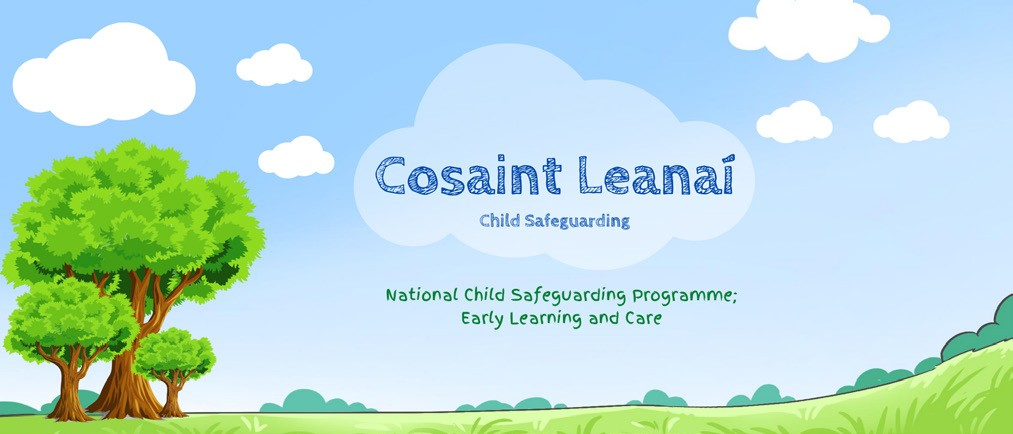 Cosaint Leanaí
Child Safeguarding
National Child Safeguarding Programme;
Early Learning and Care